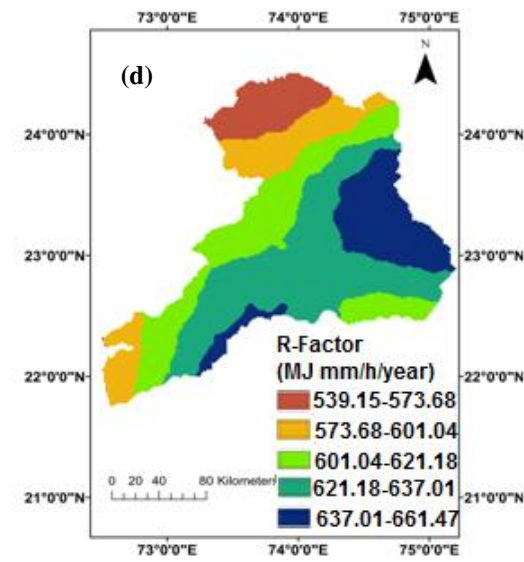 73°0'0"E 74°0'0"E 75°0'0"E
(d)
N
24°0'0"N 24°0'0"N
23°0'0"N 23°0'0"N
22°0'0"N 22°0'0"N
21°0'0"N 21°0'0"N
R-Factor
(MJ mm/h/year)
539.15-573.68
573.68-601.04
601.04-621.18
621.18-637.01
637.01-661.47
0 20 40 80 Kilometers
73°0'0"E 74°0'0"E 75°0'0"E